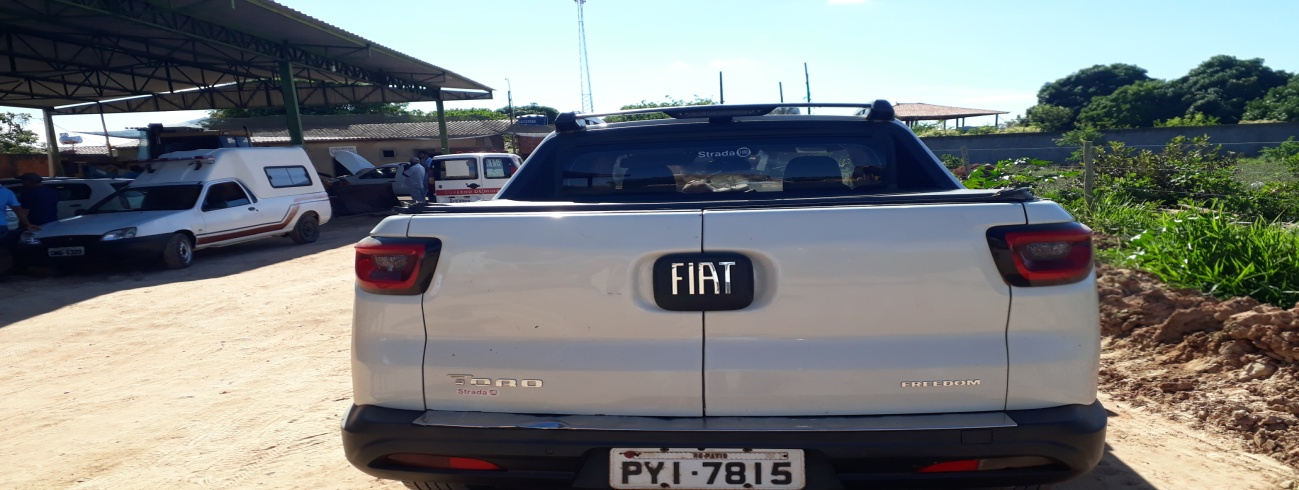 Strada
FIAT
TORO
Strada
FREEDOM
PYI·7815